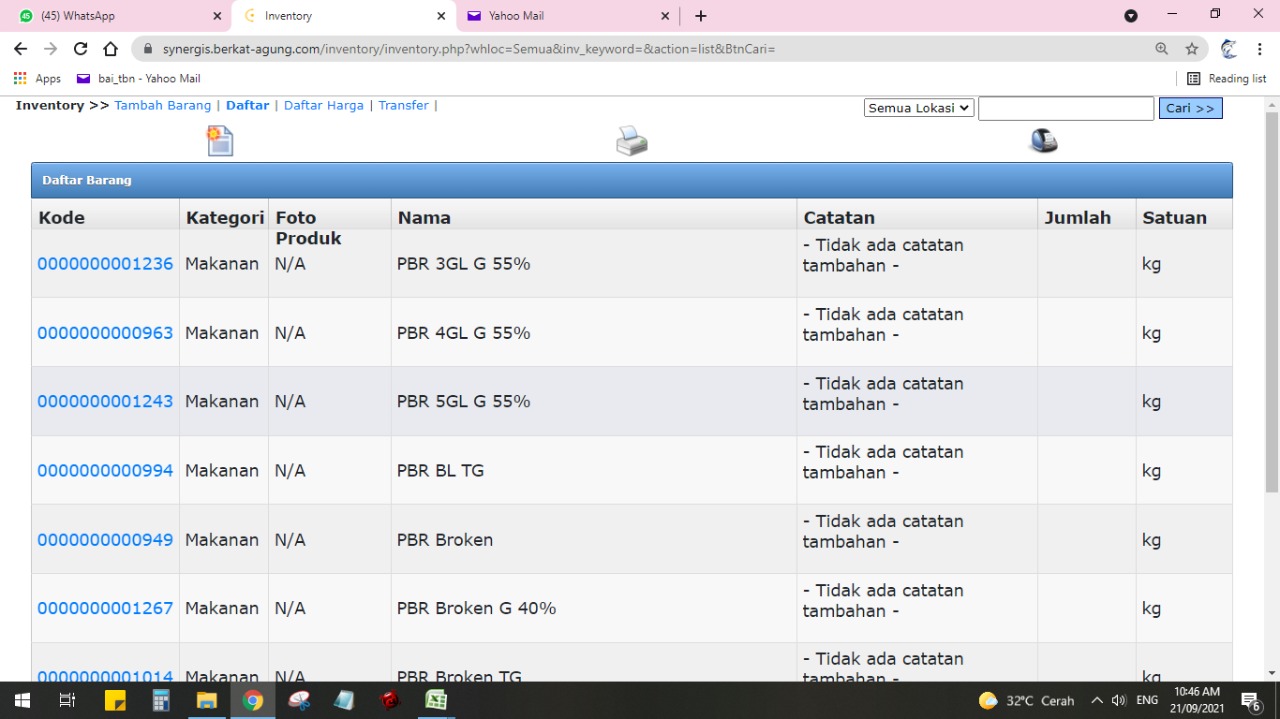 (45) WhatsApp
Inventory
Yahoo Mail
synergis.berkat-agung.com/inventory/inventory.php?whloc=Semua&inv_keyword=&action=list&BtnCari=
Apps
bai_tbn - Yahoo Mail
Reading list
Inventory >> Tambah Barang | Daftar | Daftar Harga | Transfer |
Semua Lokasi
Cari >>
Daftar Barang
Kode Kategori Foto Produk Nama Catatan Jumlah Satuan
0000000001236 Makanan N/A PBR 3GL G 55% - Tidak ada catatan tambahan - kg
0000000000963 Makanan N/A PBR 4GL G 55% - Tidak ada catatan tambahan - kg
0000000001243 Makanan N/A PBR 5GL G 55% - Tidak ada catatan tambahan - kg
0000000000994 Makanan N/A PBR BL TG - Tidak ada catatan tambahan - kg
0000000000949 Makanan N/A PBR Broken - Tidak ada catatan tambahan - kg
0000000001267 Makanan N/A PBR Broken G 40% - Tidak ada catatan tambahan - kg
0000000001014 Makanan N/A PBR Broken TG - Tidak ada catatan tambahan - kg
32°C Cerah
ENG
10:46 AM
21/09/2021
6